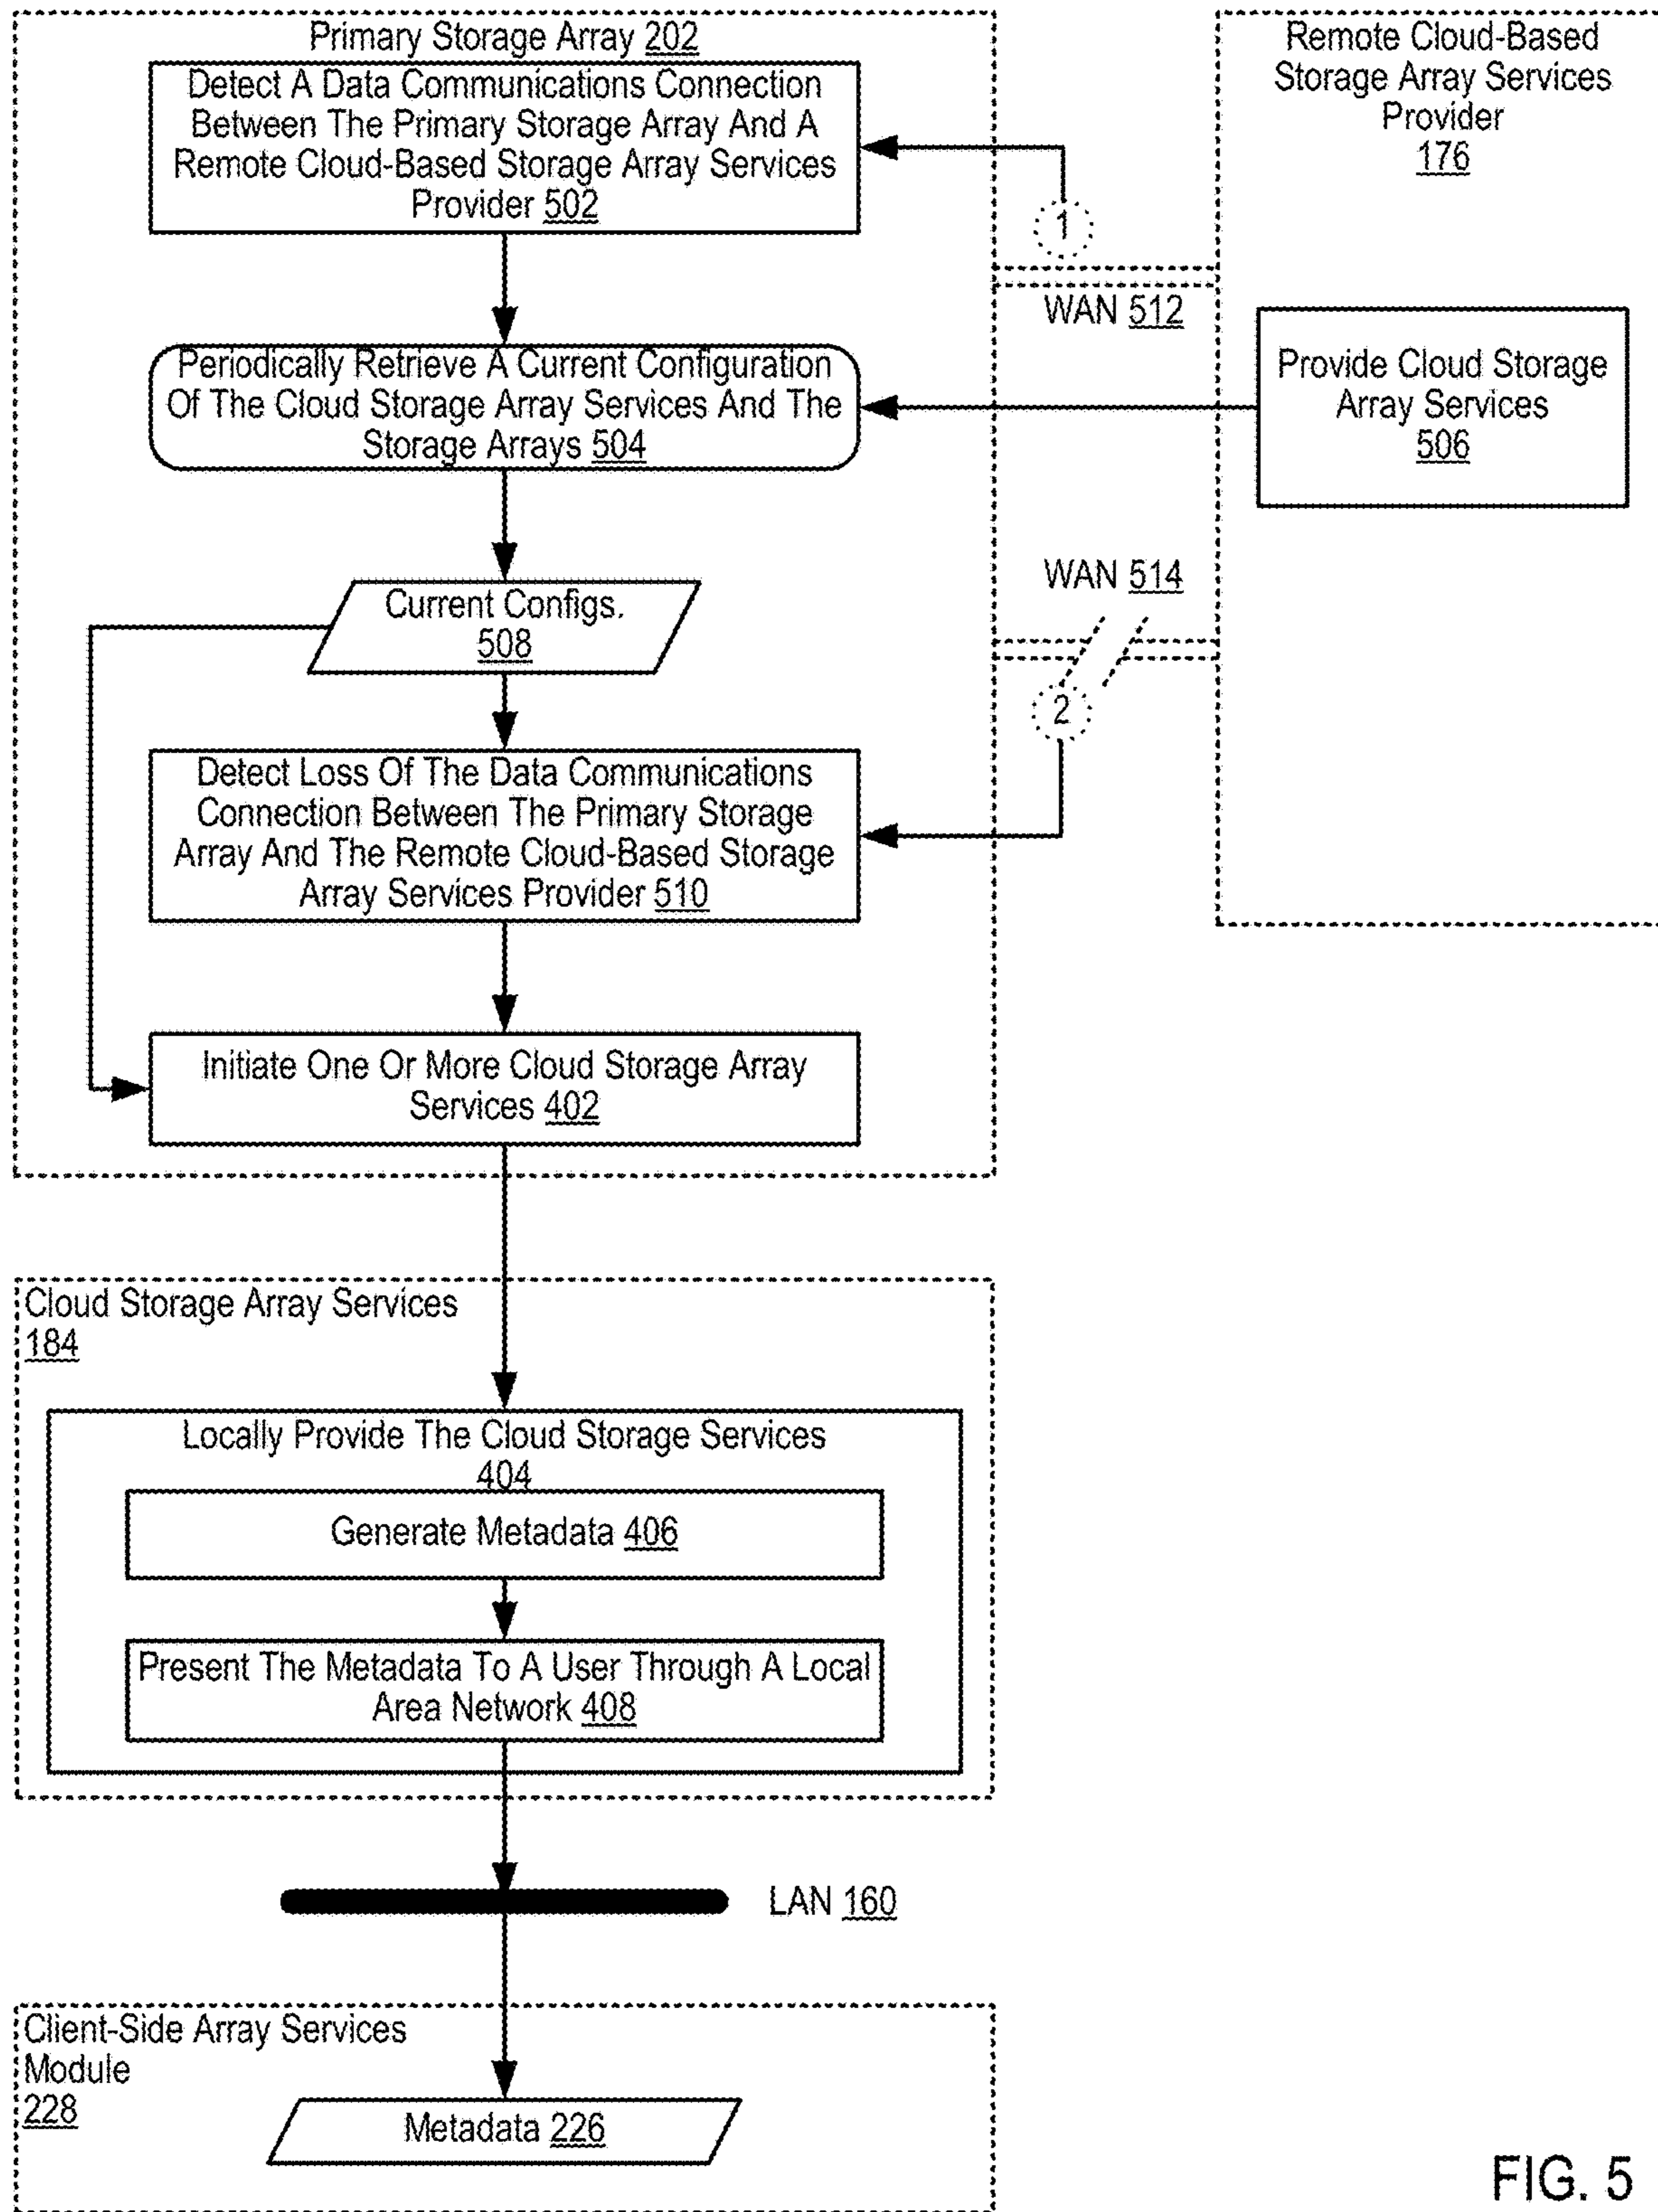 Primary Storage Array 202
Detect A Data Communications Connection
Between The Primary Storage Array And A
Remote Cloud-Based Storage Array Services
Provider 502
Remote Cloud-Based
Storage Array Services
Provider
176
1
WAN 512
Periodically Retrieve A Current Configuration
Of The Cloud Storage Array Services And The
Storage Arrays 504
Provide Cloud Storage
Array Services
506
WAN 514
Current Configs.
508
2
Detect Loss Of The Data Communications
Connection Between The Primary Storage
Array And The Remote Cloud-Based Storage
Array Services Provider 510
Initiate One Or More Cloud Storage Array
Services 402
Cloud Storage Array Services
184
Locally Provide The Cloud Storage Services
404
Generate Metadata 406
Present The Metadata To A User Through A Local
Area Network 408
LAN 160
Client-Side Array Services
Module
228
Metadata 226
FIG. 5